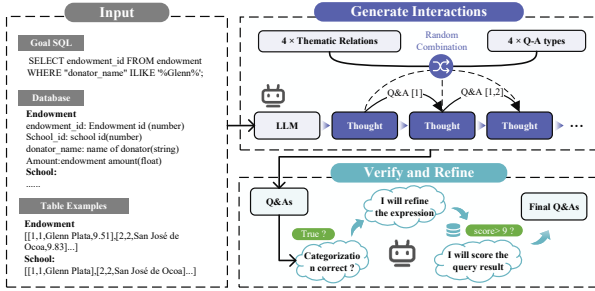 Input
Goal SQL
SELECT endowment_id FROM endowment
WHERE "donator_name" ILIKE '%Glenn%';
Database
Endowment
endowment_id: Endowment id (number)
School_id: school id(number)
donator_name: name of donator(string)
Amount:endowment amount(float)
School:
......
Table Examples
Endowment
[[1,1,Glenn Plata,9.51],[2,2,San José de
Ocoa,9.83]...]
School:
[[1,1,Glenn Plata],[2,2,San José de Ocoa]...]
Generate Interactions
4 × Thematic Relations
Random
Combination
4 × Q-A types
Q&A [1]
Q&A [1,2]
LLM
Thought
Thought
Thought
...
Verify and Refine
Q&As
True ?
Categorizatio
n correct ?
I will refine
the expression
score> 9 ?
I will score the
query result
Final Q&As